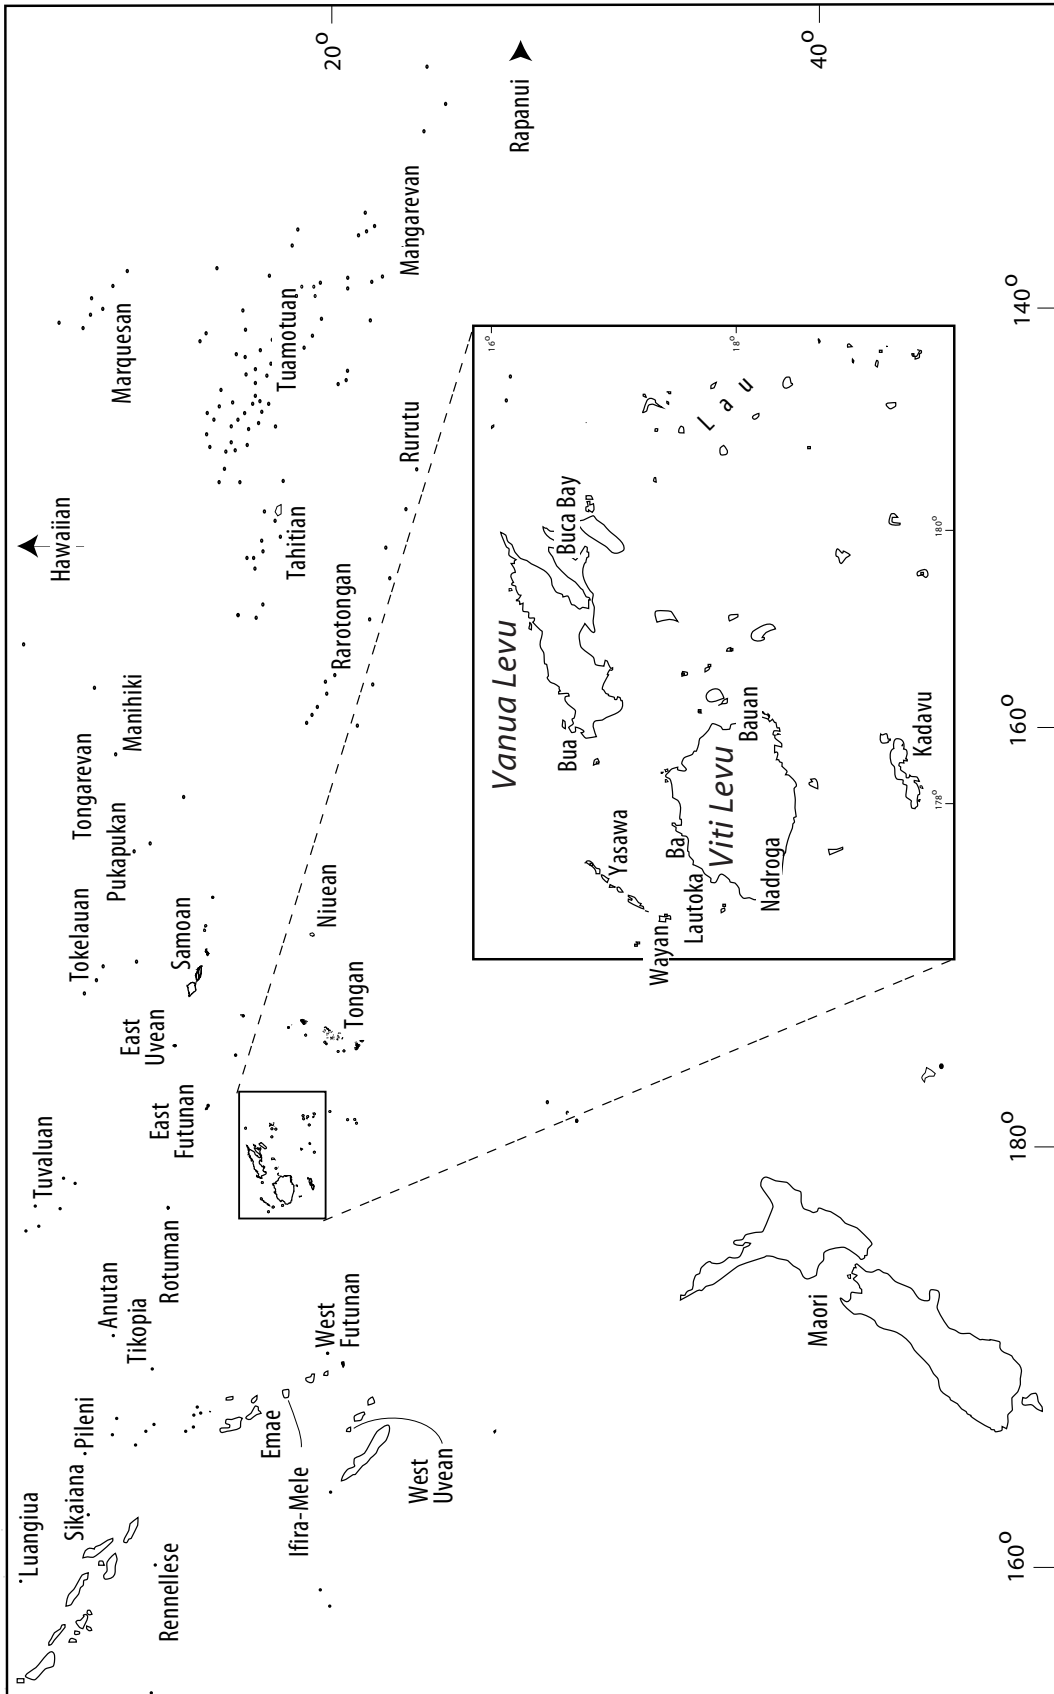 Luangiua
Sikaiana
Pileni
Rennellese
Anutan
Tikopia
Rotuman
Tuvaluan
East
Futunan
East
Uvean
Tokelauan
Samoan
Pukapukan
Tongarevan
Manihiki
Hawaiian
Marquesan
Emae
Ifira-Mele
West
Futunan
West
Uvean
Tongan
Niuean
Rarotongan
Tahitian
Tuamotuan
Rurutu
Mangarevan
Rapanui
20°
40°
Maori
160°
180°
160°
140°
Vanua Levu
Bua
Buca Bay
Yasawa
Wayan
Lautoka
Ba
Viti Levu
Nadroga
Bauan
Kadavu
Lau
16°
18°
178°
180°